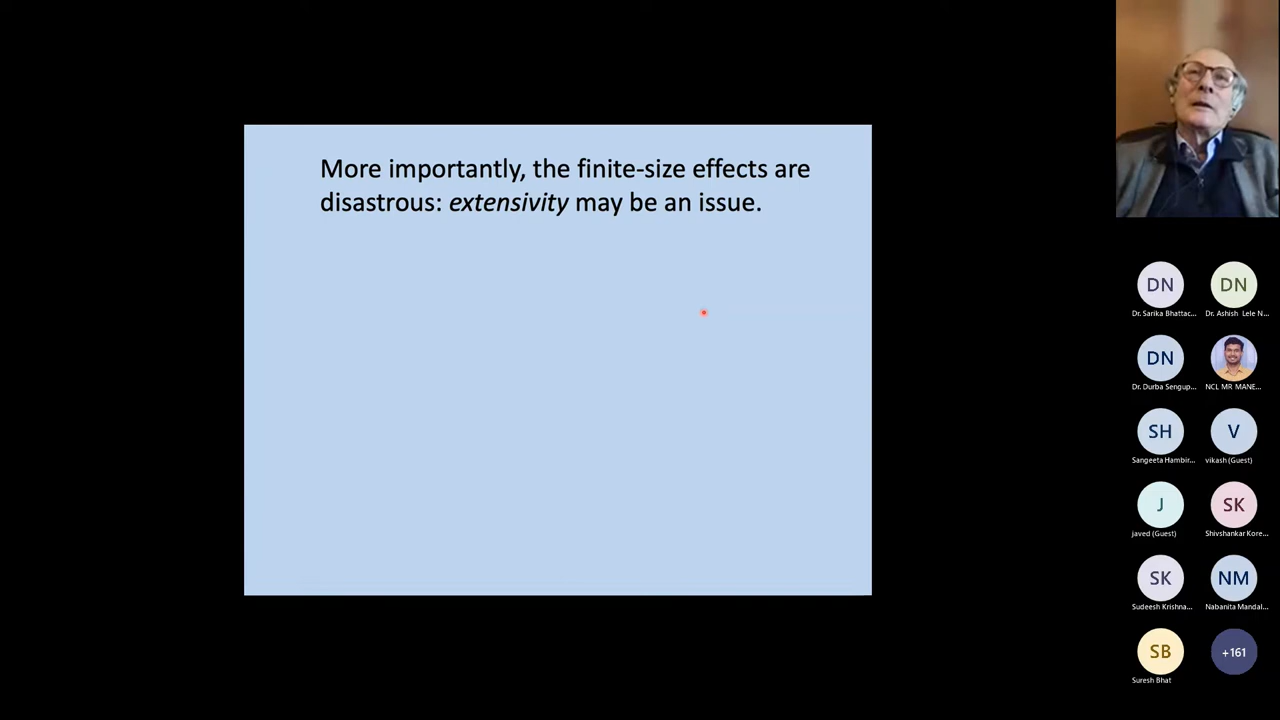 More importantly, the finite-size effects are
disastrous: extensivity may be an issue.
DN
DN
Dr. Sarika Bhattac...
Dr. Ashish Lele N...
DN
Dr. Durba Sengup...
NCL MR MANE...
SH
V
Sangeeta Hambir...
vikash (Guest)
J
SK
javed (Guest)
Shivshankar Kore...
SK
NM
Sudeesh Krishna...
Nabanita Mandal...
SB
+161
Suresh Bhat